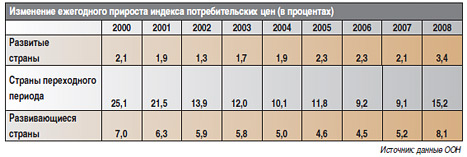 Изменение ежегодного прироста индекса потребительских цен (в процентах)
2000 2001 2002 2003 2004 2005 2006 2007 2008
Развитые страны 2,1 1,9 1,3 1,7 1,9 2,3 2,3 2,1 3,4
Страны переходного периода 25,1 21,5 13,9 12,0 10,1 11,8 9,2 9,1 15,2
Развивающиеся страны 7,0 6,3 5,9 5,8 5,0 4,6 4,5 5,2 8,1
Источник: данные ООН